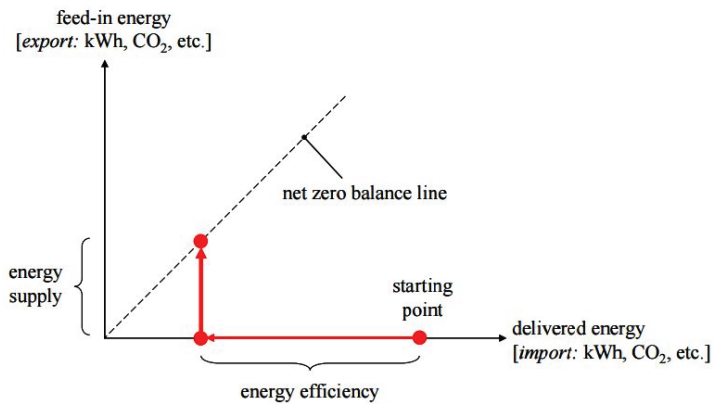 feed-in energy
[export: kWh, CO₂, etc.]
net zero balance line
energy
supply
starting
point
delivered energy
[import: kWh, CO₂, etc.]
energy efficiency